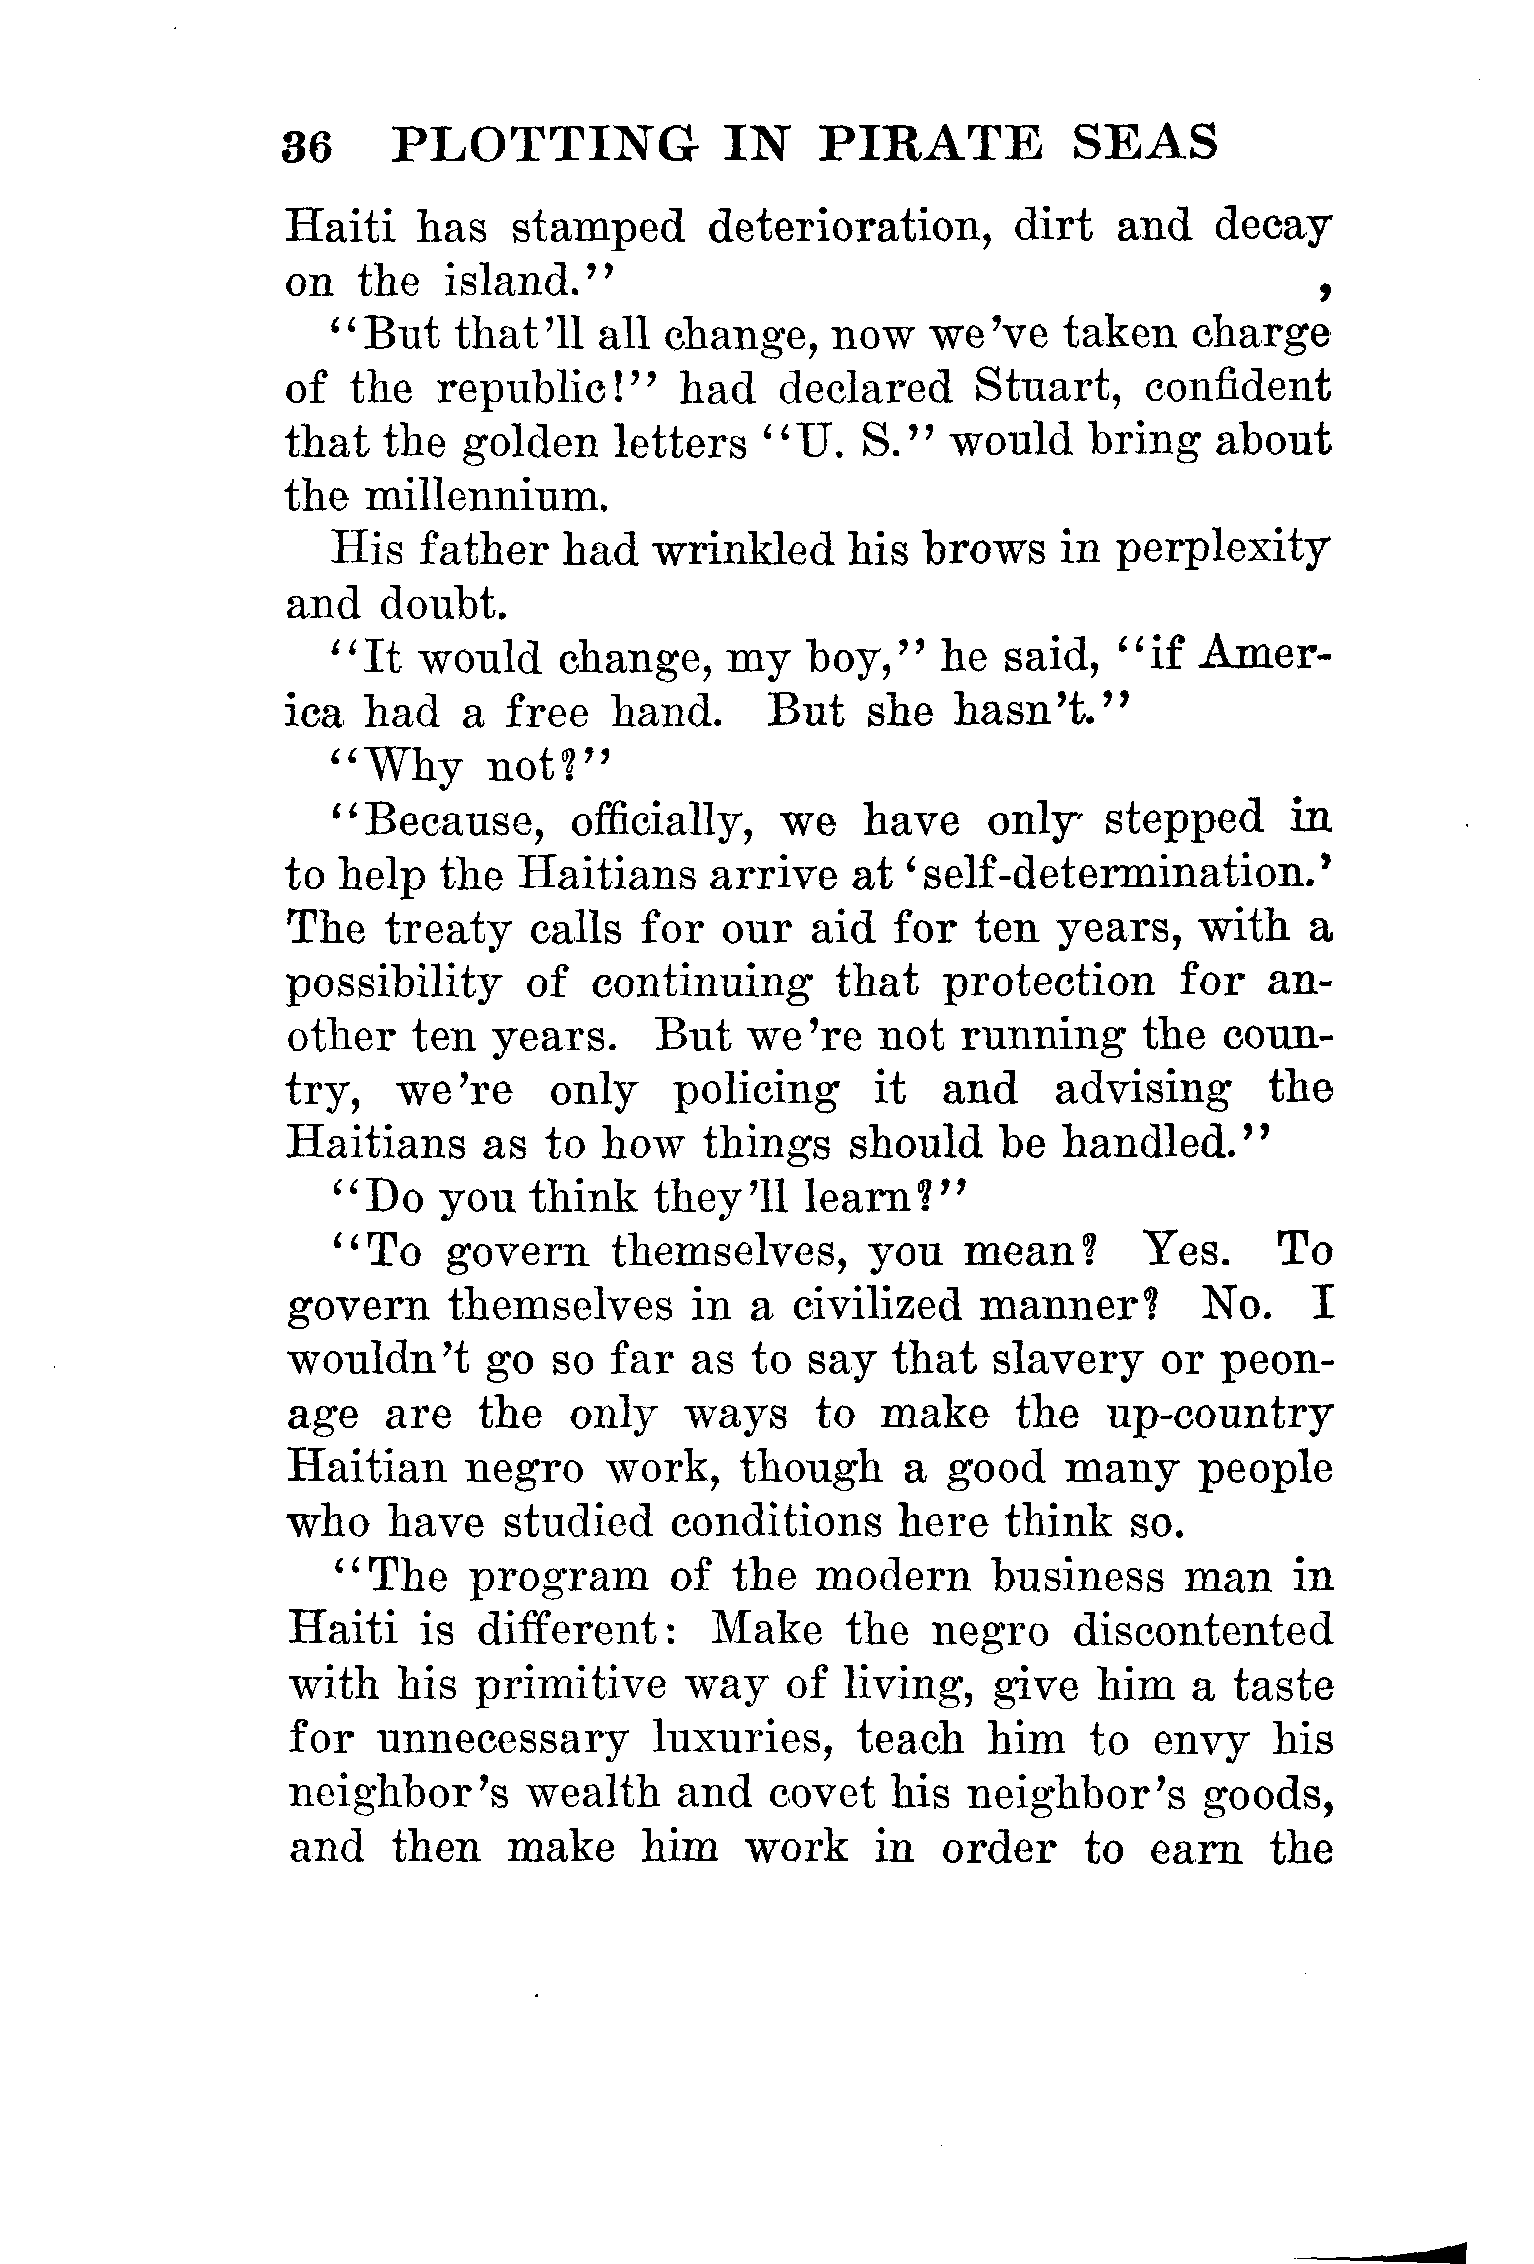 36 PLOTTING IN PIRATE SEAS
Haiti has stamped deterioration, dirt and decay
on the island."
"But that'll all change, now we've taken charge
of the republic!" had declared Stuart, confident
that the golden letters "U. S." would bring about
the millennium.
His father had wrinkled his brows in perplexity
and doubt.
"It would change, my boy," he said, "if Amer-
ica had a free hand. But she hasn't."
"Why not?"
"Because, officially, we have only stepped in
to help the Haitians arrive at 'self-determination.'
The treaty calls for our aid for ten years, with a
possibility of continuing that protection for an-
other ten years. But we're not running the coun-
try, we're only policing it and advising the
Haitians as to how things should be handled."
"Do you think they'll learn?"
"To govern themselves, you mean? Yes. To
govern themselves in a civilized manner? No. I
wouldn't go so far as to say that slavery or peon-
age are the only ways to make the up-country
Haitian negro work, though a good many people
who have studied conditions here think so.
"The program of the modern business man in
Haiti is different: Make the negro discontented
with his primitive way of living, give him a taste
for unnecessary luxuries, teach him to envy his
neighbor's wealth and covet his neighbor's goods,
and then make him work in order to earn the